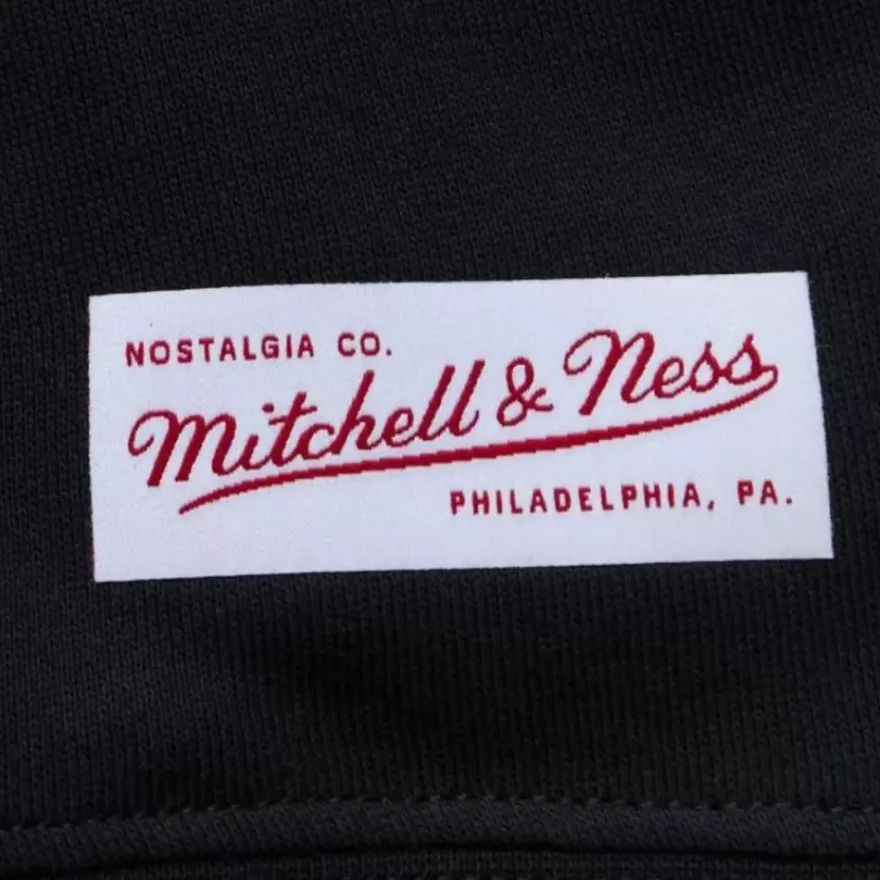 NOSTALGIA CO.
Mitchell & Ness
PHILADELPHIA, PA.